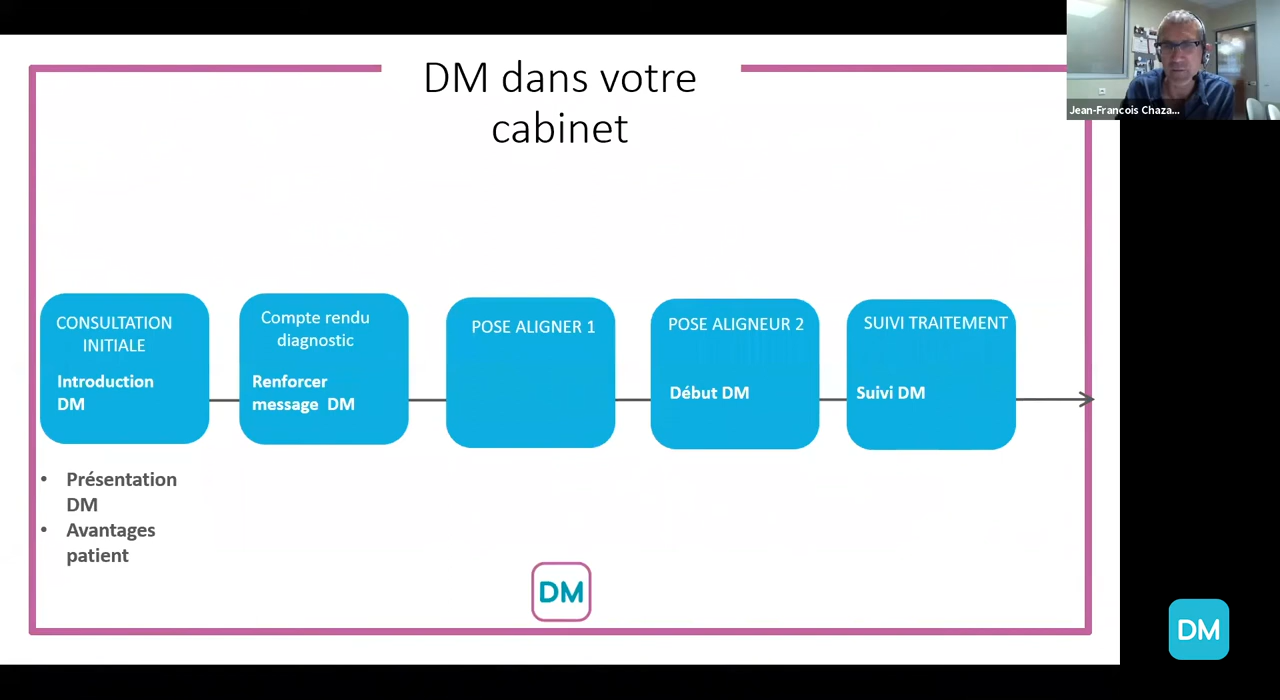 DM dans votre
cabinet
Jean-Francois Chaza...
CONSULTATION
INITIALE
Introduction
DM
Compte rendu
diagnostic
Renforcer
message DM
POSE ALIGNER 1
POSE ALIGNEUR 2
Début DM
SUIVI TRAITEMENT
Suivi DM
• Présentation
DM
• Avantages
patient
DM
DM